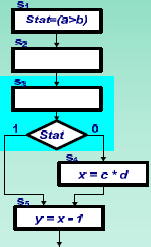 S1
Stat=(a>b)
S2
S3
1
Stat
0
S4
x = c * d
S5
y = x - 1